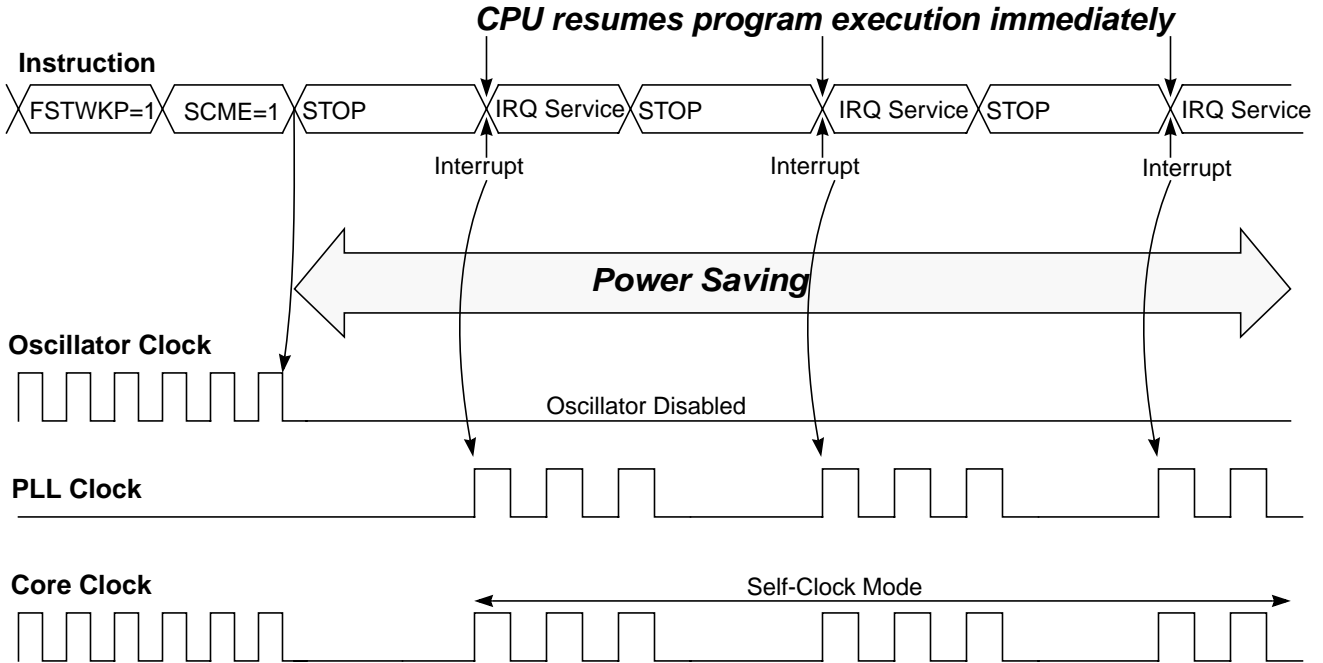 CPU resumes program execution immediately
Instruction
FSTWKP=1 SCME=1 STOP IRQ Service STOP IRQ Service STOP IRQ Service
Interrupt Interrupt Interrupt
Power Saving
Oscillator Clock
Oscillator Disabled
PLL Clock
Core Clock
Self-Clock Mode